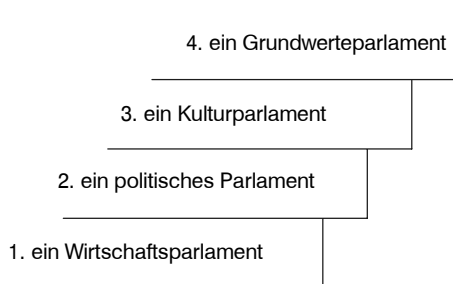 4. ein Grundwerteparlament
3. ein Kulturparlament
2. ein politisches Parlament
1. ein Wirtschaftsparlament